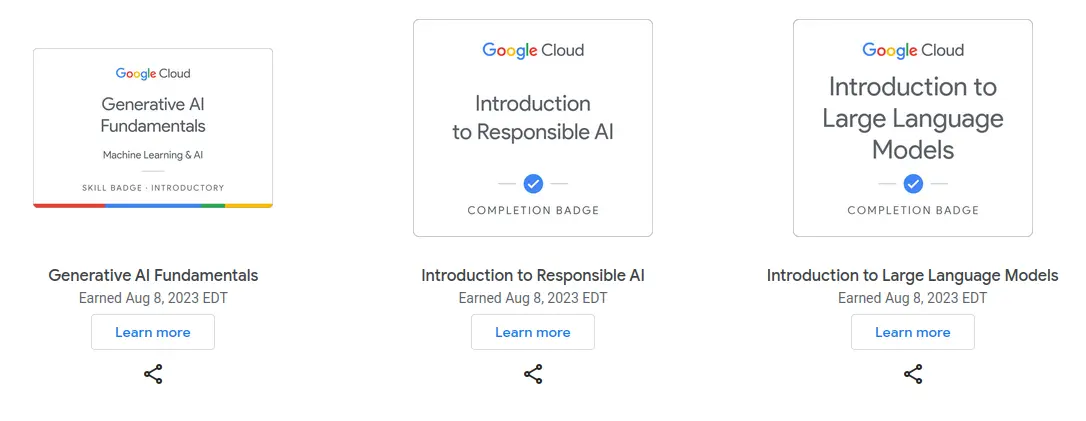 Google Cloud
Generative AI
Fundamentals
Machine Learning & AI
SKILL BADGE · INTRODUCTORY
Generative AI Fundamentals
Earned Aug 8, 2023 EDT
Learn more
Google Cloud
Introduction
to Responsible AI
COMPLETION BADGE
Introduction to Responsible AI
Earned Aug 8, 2023 EDT
Learn more
Google Cloud
Introduction to
Large Language
Models
COMPLETION BADGE
Introduction to Large Language Models
Earned Aug 8, 2023 EDT
Learn more